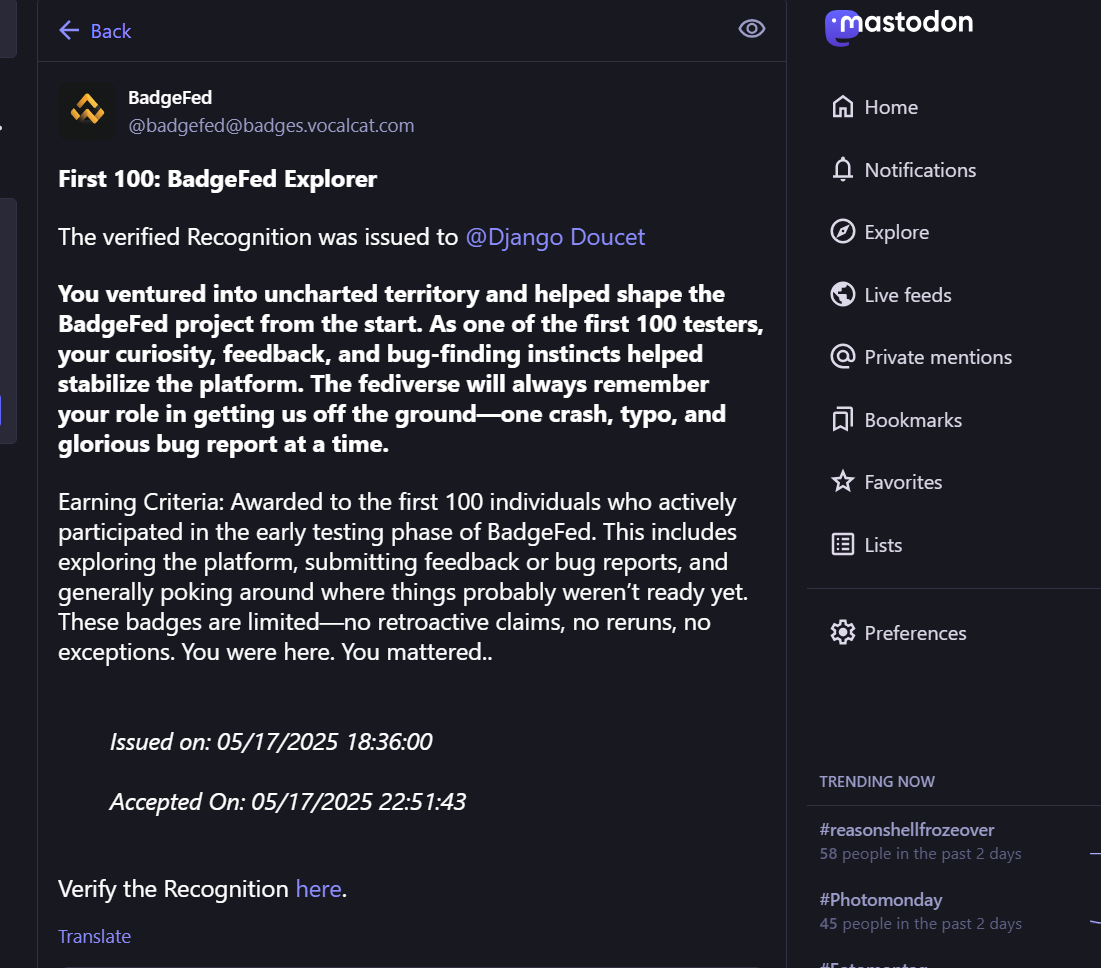 Back
BadgeFed
@badgefed@badges.vocalcat.com
First 100: BadgeFed Explorer
The verified Recognition was issued to @Django Doucet
You ventured into uncharted territory and helped shape the
BadgeFed project from the start. As one of the first 100 testers,
your curiosity, feedback, and bug-finding instincts helped
stabilize the platform. The fediverse will always remember
your role in getting us off the ground—one crash, typo, and
glorious bug report at a time.
Earning Criteria: Awarded to the first 100 individuals who actively
participated in the early testing phase of BadgeFed. This includes
exploring the platform, submitting feedback or bug reports, and
generally poking around where things probably weren’t ready yet.
These badges are limited—no retroactive claims, no reruns, no
exceptions. You were here. You mattered..
Issued on: 05/17/2025 18:36:00
Accepted On: 05/17/2025 22:51:43
Verify the Recognition here.
Translate
mastodon
Home
Notifications
Explore
Live feeds
Private mentions
Bookmarks
Favorites
Lists
Preferences
TRENDING NOW
#reasonshellfrozeover
58 people in the past 2 days
#Photomonday
45 people in the past 2 days